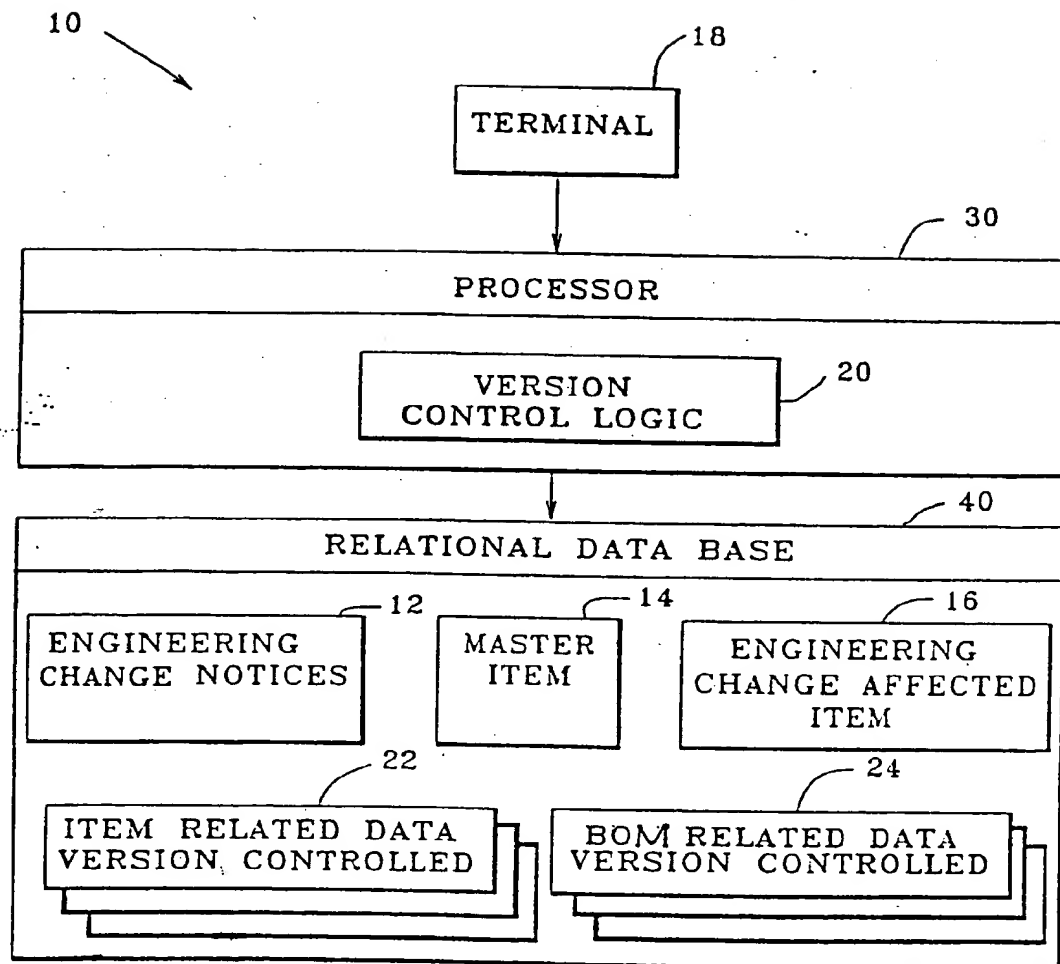 10
18
TERMINAL
30
PROCESSOR
VERSION
CONTROL LOGIC
20
40
RELATIONAL DATA BASE
12
14
16
ENGINEERING
CHANGE NOTICES
MASTER
ITEM
ENGINEERING
CHANGE AFFECTED
ITEM
22
24
ITEM RELATED DATA
VERSION CONTROLLED
BOM RELATED DATA
VERSION CONTROLLED